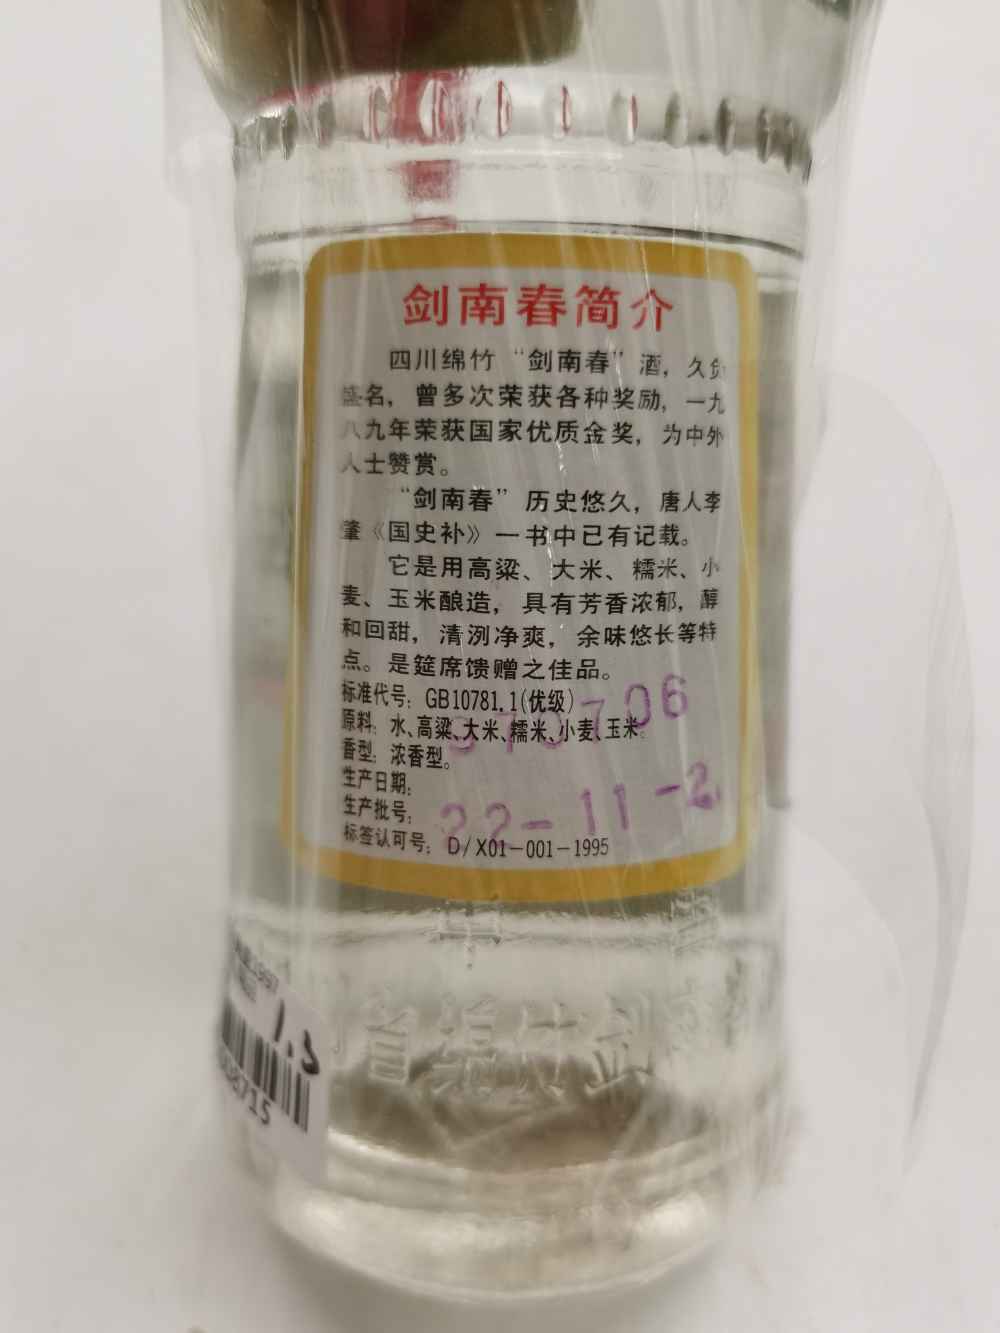 剑南春简介
四川绵竹“剑南春”酒，久负
盛名，曾多次荣获各种奖励，一九
八九年荣获国家优质金奖，为中外
人士赞赏。
“剑南春”历史悠久，唐人李
肇《国史补》一书中已有记载。
它是用高粱、大米、糯米、小
麦、玉米酿造，具有芳香浓郁，醇
和回甜，清洌净爽，余味悠长等特
点。是筵席馈赠之佳品。
标准代号：GB10781.1(优级)
原料：水、高粱、大米、糯米、小麦、玉米。
970706
香型：浓香型。
生产日期：
生产批号：
22-11-2
标签认可号：D/X01-001-1995
1.3